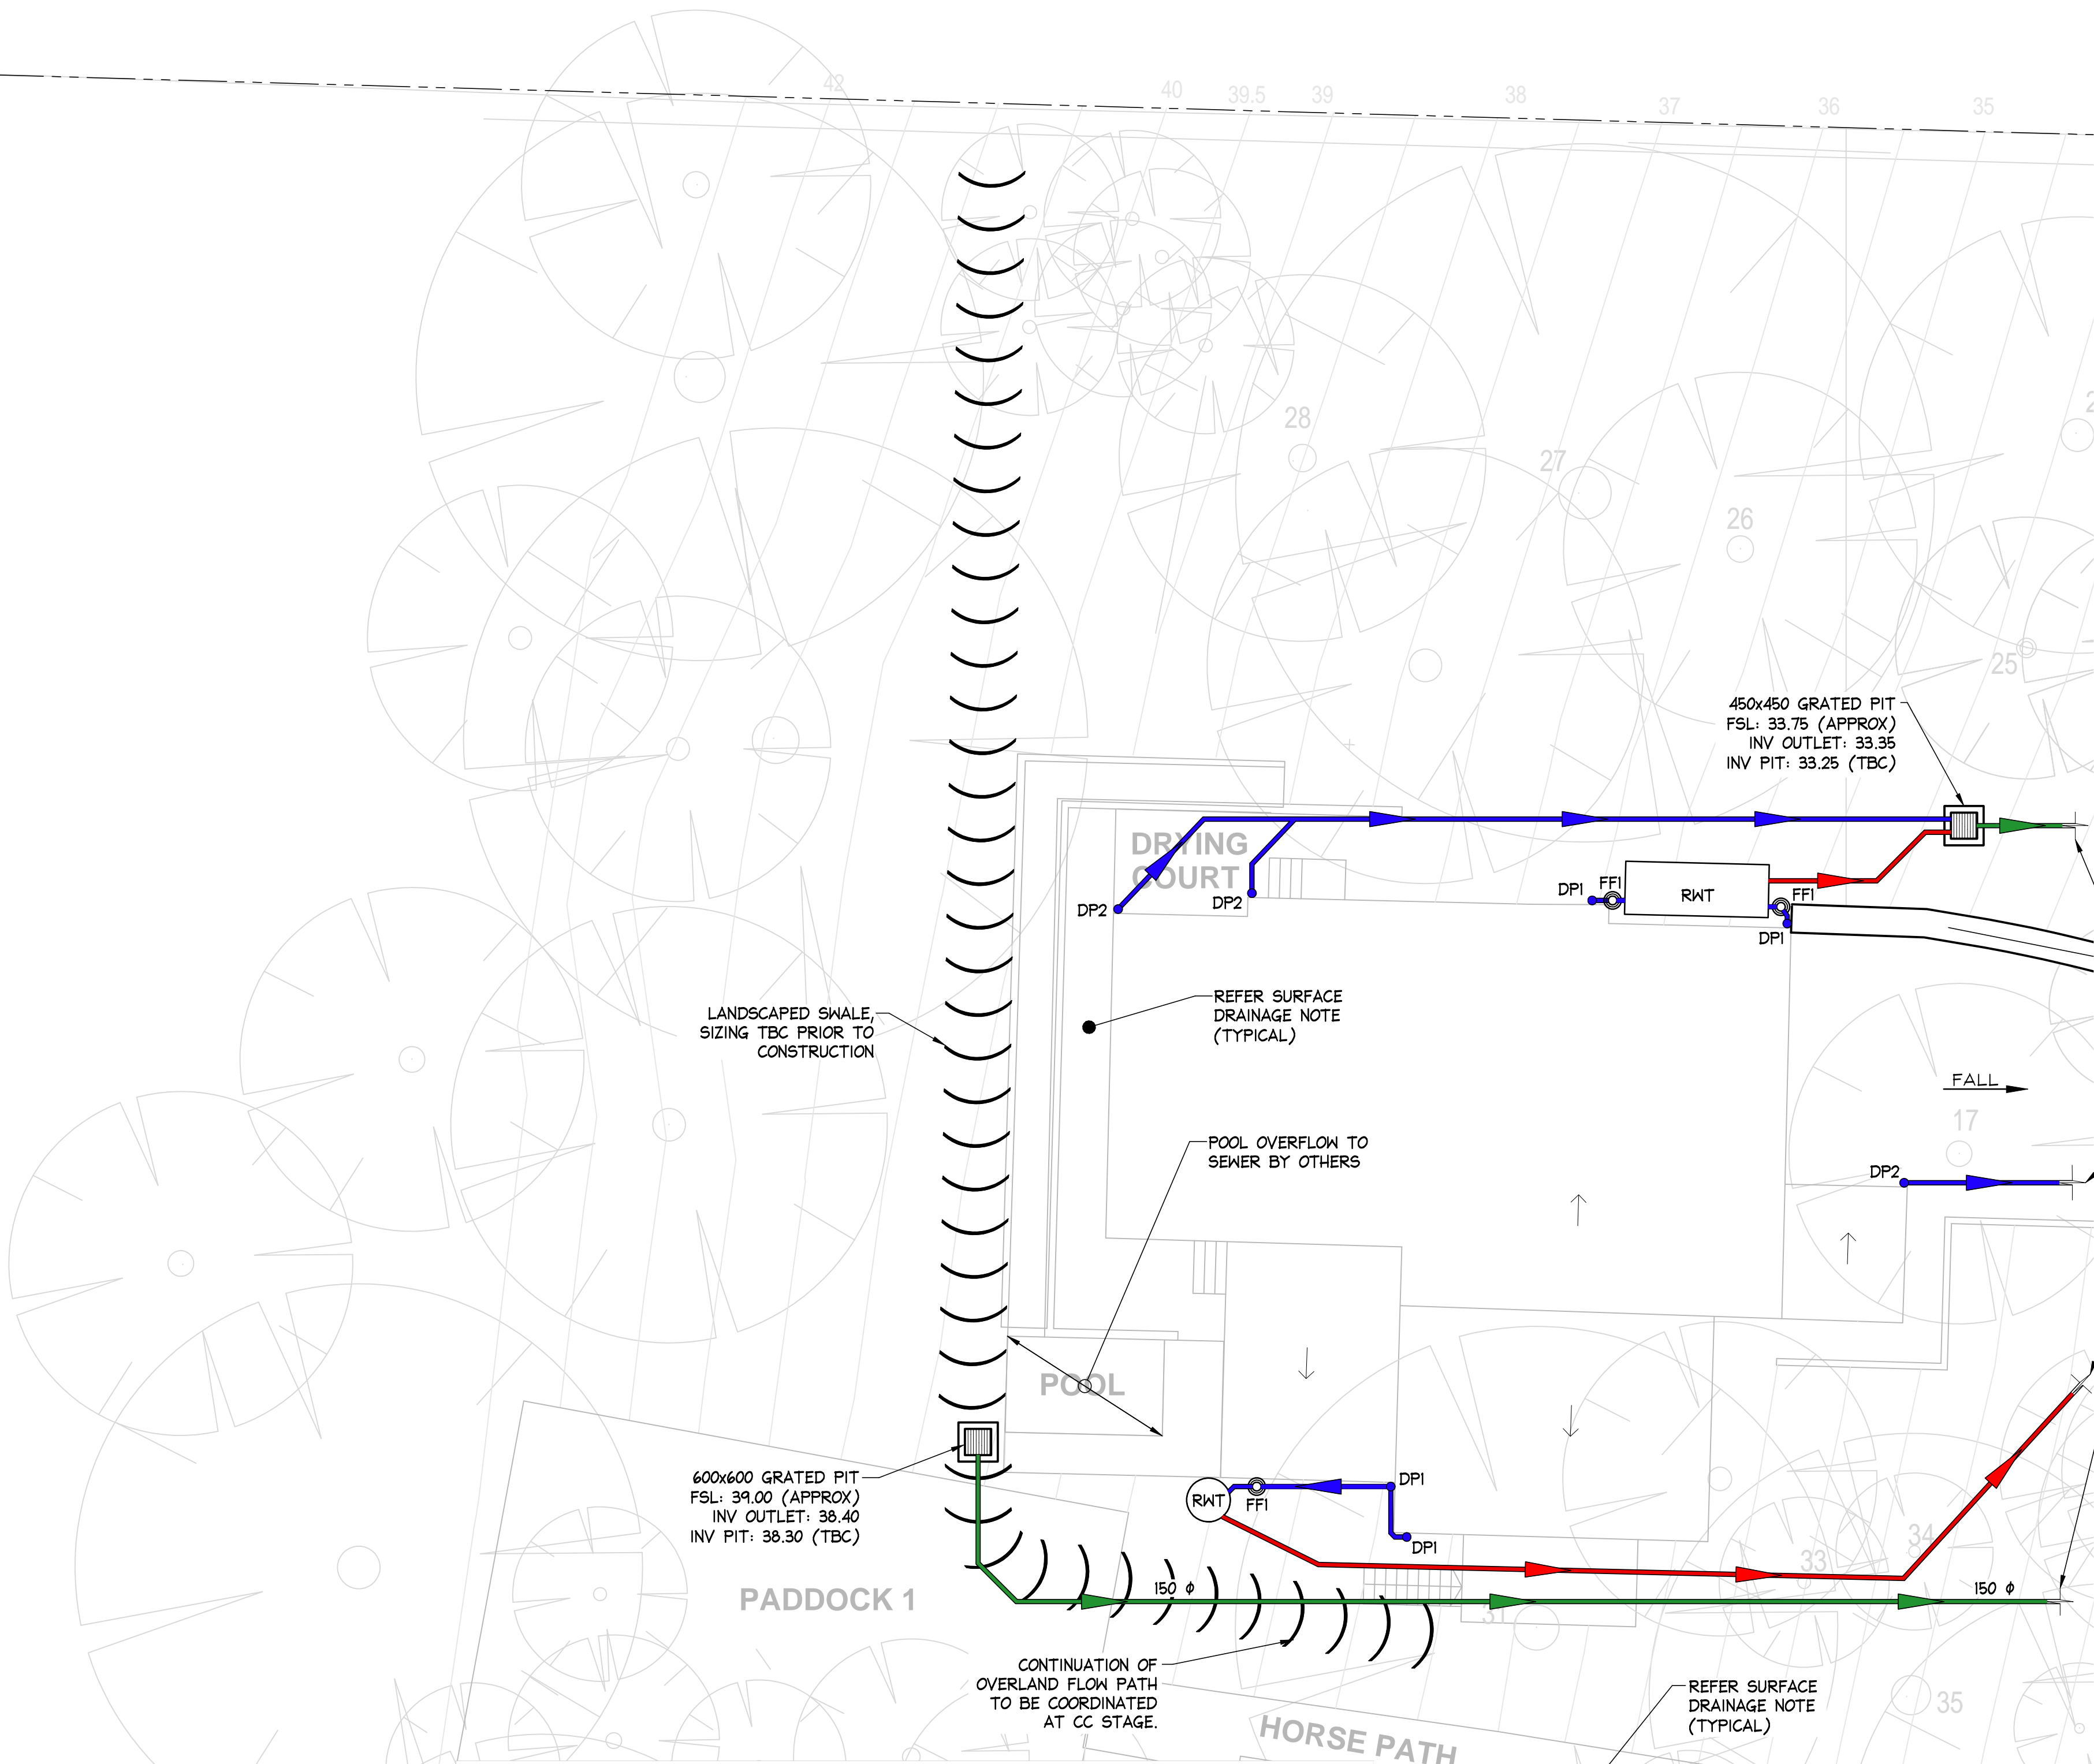 42
40
39.5
39
38
37
36
35
28
27
26
25
450x450 GRATED PIT
FSL: 33.75 (APPROX)
INV OUTLET: 33.35
INV PIT: 33.25 (TBC)
DRYING
COURT
DP2
DP2
DP1
FF1
RWT
FF1
DP1
REFER SURFACE
DRAINAGE NOTE
(TYPICAL)
LANDSCAPED SWALE,
SIZING TBC PRIOR TO
CONSTRUCTION
FALL
17
POOL OVERFLOW TO
SEWER BY OTHERS
DP2
POOL
600x600 GRATED PIT
FSL: 39.00 (APPROX)
INV OUTLET: 38.40
INV PIT: 38.30 (TBC)
RWT
FF1
DP1
DP1
34
33
150 φ
150 φ
PADDOCK 1
31
CONTINUATION OF
OVERLAND FLOW PATH
TO BE COORDINATED
AT CC STAGE.
REFER SURFACE
DRAINAGE NOTE
(TYPICAL)
35
HORSE PATH